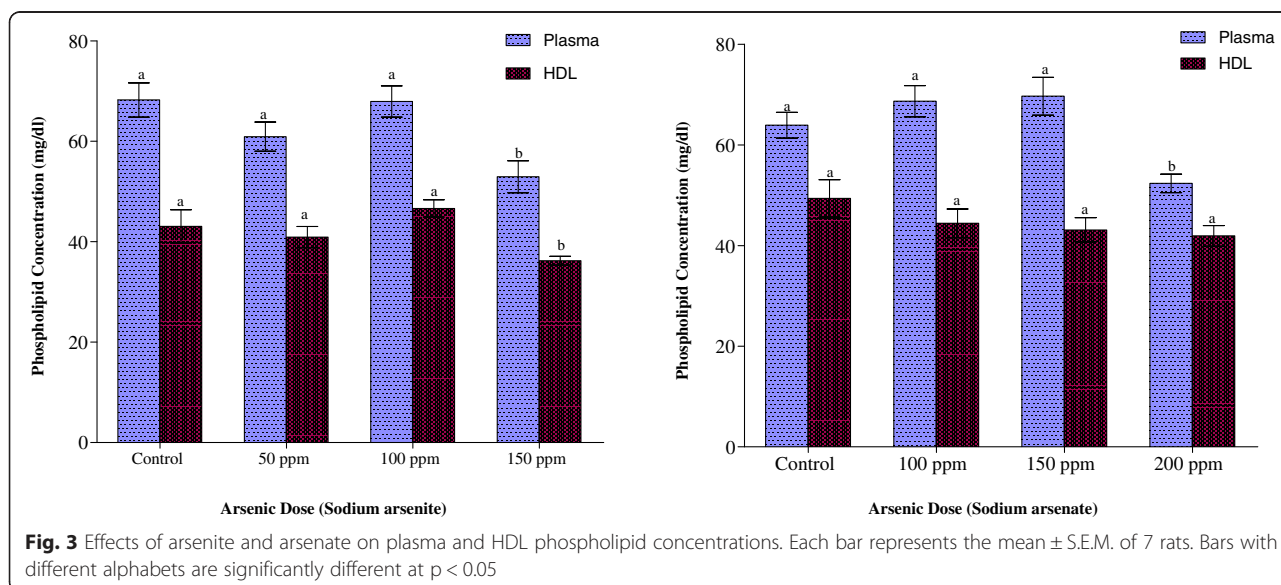 80
60
40
20
0
Phospholipid Concentration (mg/dl)
Plasma
HDL
a
a
a
a
a
a
b
b
Control
50 ppm
100 ppm
150 ppm
Arsenic Dose (Sodium arsenite)
80
60
40
20
0
Phospholipid Concentration (mg/dl)
Plasma
HDL
a
a
a
a
a
a
b
a
Control
100 ppm
150 ppm
200 ppm
Arsenic Dose (Sodium arsenate)
Fig. 3 Effects of arsenite and arsenate on plasma and HDL phospholipid concentrations. Each bar represents the mean ± S.E.M. of 7 rats. Bars with
different alphabets are significantly different at p < 0.05